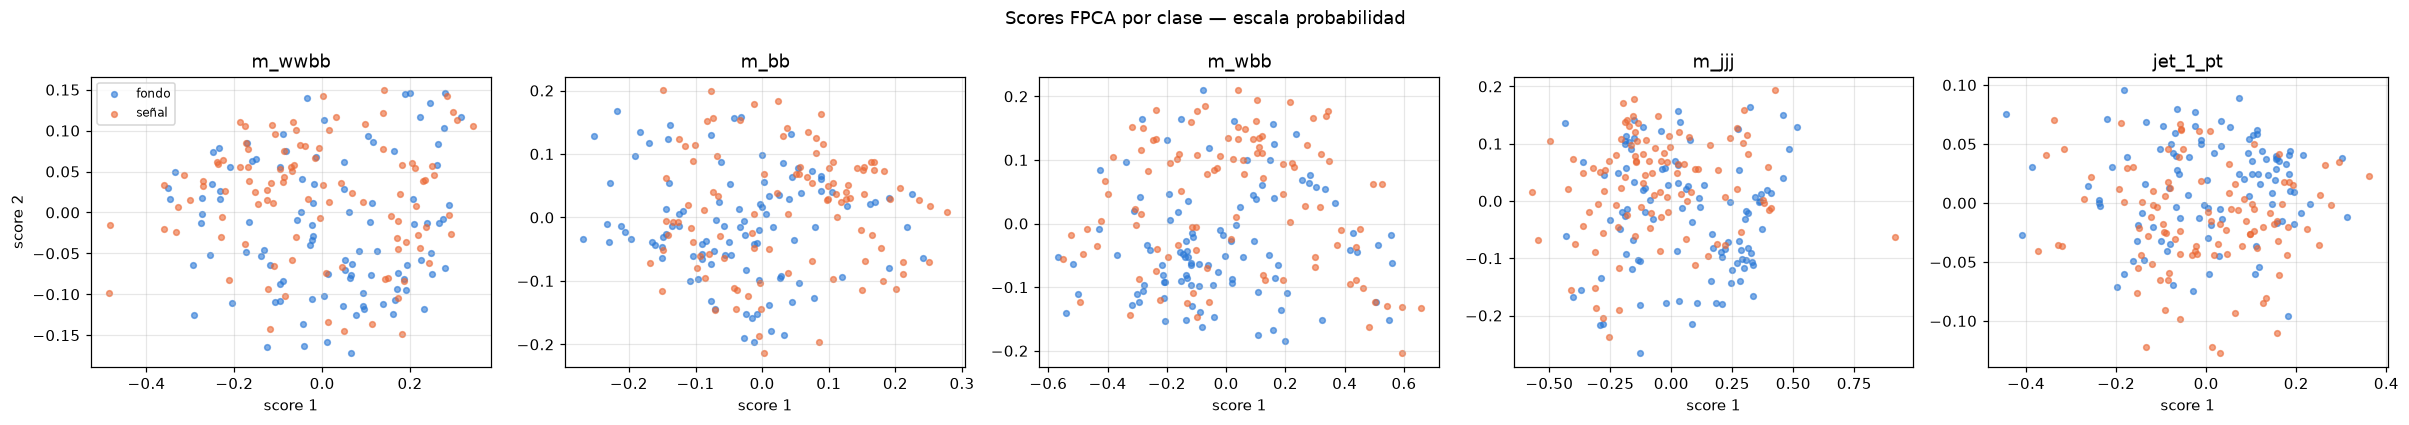 Scores FPCA por clase — escala probabilidad
m_wwbb
fondo
señal
0.15
0.10
0.05
0.00
−0.05
−0.10
−0.15
score 2
−0.4 −0.2 0.0 0.2
score 1
m_bb
0.2
0.1
0.0
−0.1
−0.2
−0.2 −0.1 0.0 0.1 0.2 0.3
score 1
m_wbb
0.2
0.1
0.0
−0.1
−0.2
−0.6 −0.4 −0.2 0.0 0.2 0.4 0.6
score 1
m_jjj
0.2
0.1
0.0
−0.1
−0.2
−0.50 −0.25 0.00 0.25 0.50 0.75
score 1
jet_1_pt
0.10
0.05
0.00
−0.05
−0.10
−0.4 −0.2 0.0 0.2 0.4
score 1